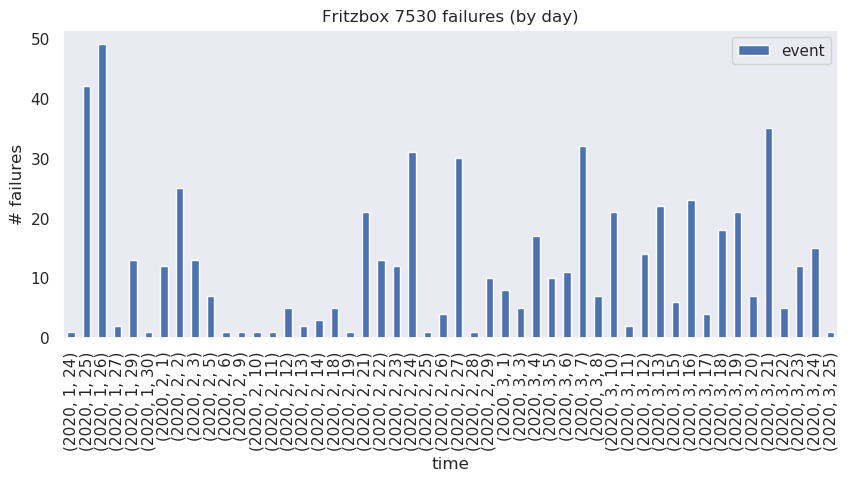 Fritzbox 7530 failures (by day)
event
# failures
50
40
30
20
10
0
(2020, 1, 24)
(2020, 1, 25)
(2020, 1, 26)
(2020, 1, 27)
(2020, 1, 29)
(2020, 1, 30)
(2020, 2, 1)
(2020, 2, 2)
(2020, 2, 3)
(2020, 2, 5)
(2020, 2, 6)
(2020, 2, 9)
(2020, 2, 10)
(2020, 2, 11)
(2020, 2, 12)
(2020, 2, 13)
(2020, 2, 14)
(2020, 2, 18)
(2020, 2, 19)
(2020, 2, 21)
(2020, 2, 22)
(2020, 2, 23)
(2020, 2, 24)
(2020, 2, 25)
(2020, 2, 26)
(2020, 2, 27)
(2020, 2, 28)
(2020, 2, 29)
(2020, 3, 1)
(2020, 3, 3)
(2020, 3, 4)
(2020, 3, 5)
(2020, 3, 6)
(2020, 3, 7)
(2020, 3, 8)
(2020, 3, 10)
(2020, 3, 11)
(2020, 3, 12)
(2020, 3, 13)
(2020, 3, 15)
(2020, 3, 16)
(2020, 3, 17)
(2020, 3, 18)
(2020, 3, 19)
(2020, 3, 20)
(2020, 3, 21)
(2020, 3, 22)
(2020, 3, 23)
(2020, 3, 24)
(2020, 3, 25)
time